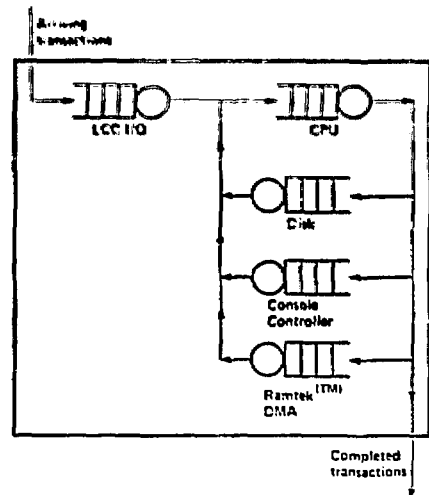 Arriving
transactions
LCC I/O
CPU
Disk
Console
Controller
Ramtek (TM)
DMA
Completed
transactions